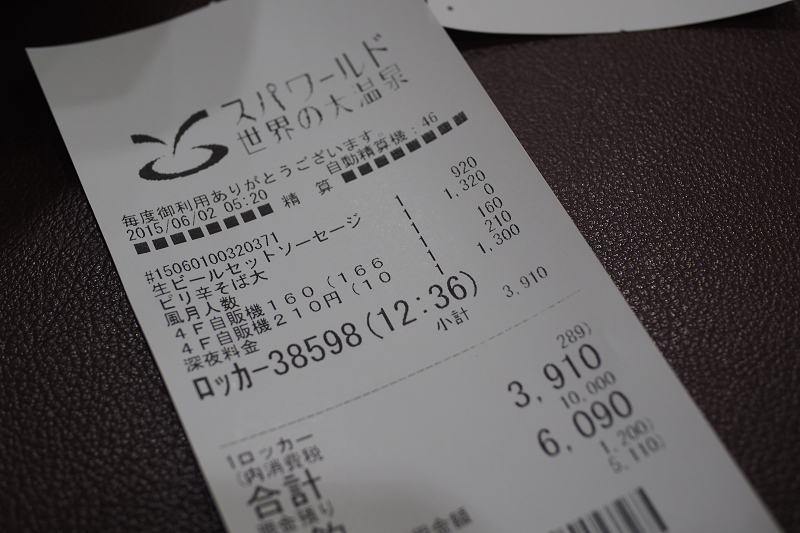 スパワールド
世界の大温泉
毎度御利用ありがとうございます。
2015/06/02 05:20 自動精算機:46
■■■■■■■■ 精 算 ■■■■■■■■
#15060100320371
生ビールセットソーセージ 1 920
ピリ辛そば大 1 1,320
風月人数 1 0
4F自販機160(166 1 160
4F自販機210円(10 1 210
深夜料金 1 1,300
ロッカー38598(12:36)
小計 3,910
1ロッカー
(内消費税 289)
合計 3,910
10,000
6,090
1,200)
5,110)